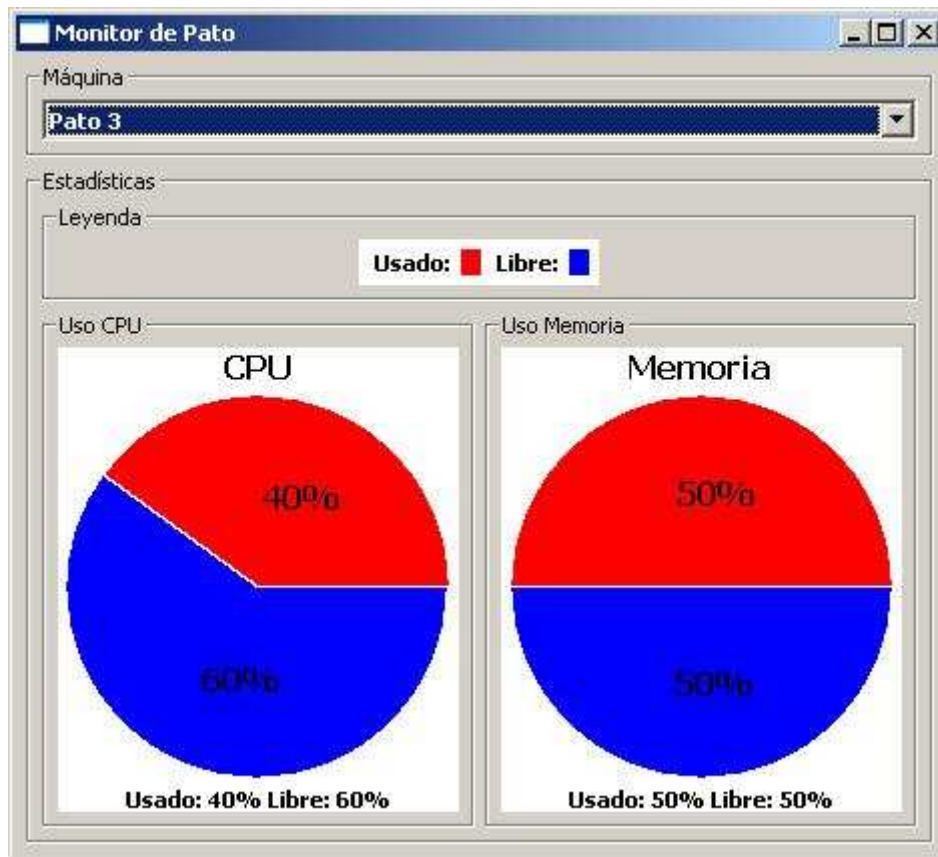 Monitor de Pato
Máquina
Pato 3
Estadísticas
Leyenda
Usado: Libre:
Uso CPU
CPU
40%
60%
Usado: 40% Libre: 60%
Uso Memoria
Memoria
50%
50%
Usado: 50% Libre: 50%